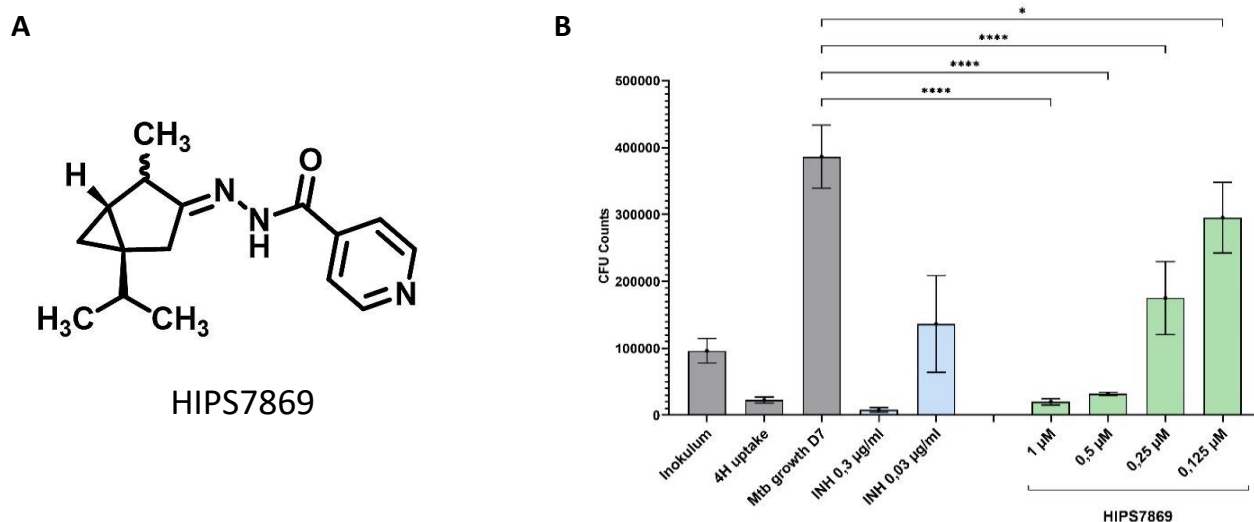 A
CH₃
H
N
N
H
O
N
H₃C
CH₃
HIPS7869
B
*
****
****
****
500000
400000
300000
200000
100000
0
CFU Counts
Inokulum
4H uptake
Mtb growth D7
INH 0,3 µg/ml
INH 0,03 µg/ml
1 µM
0,5 µM
0,25 µM
0,125 µM
HIPS7869